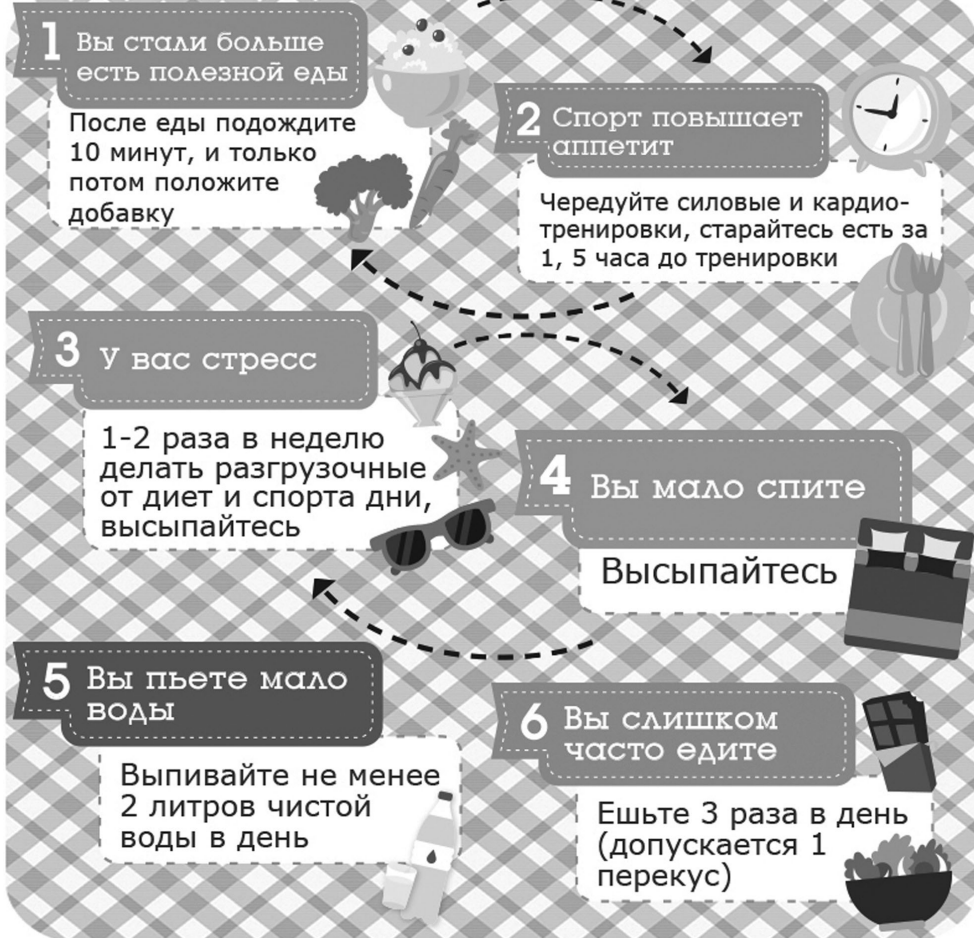 1
Вы стали больше
есть полезной еды
После еды подождите
10 минут, и только
потом положите
добавку
2
Спорт повышает
аппетит
Чередуйте силовые и кардио-
тренировки, старайтесь есть за
1, 5 часа до тренировки
3
У вас стресс
1-2 раза в неделю
делать разгрузочные
от диет и спорта дни,
высыпайтесь
4
Вы мало спите
Высыпайтесь
5
Вы пьете мало
воды
Выпивайте не менее
2 литров чистой
воды в день
6
Вы слишком
часто едите
Ешьте 3 раза в день
(допускается 1
перекус)